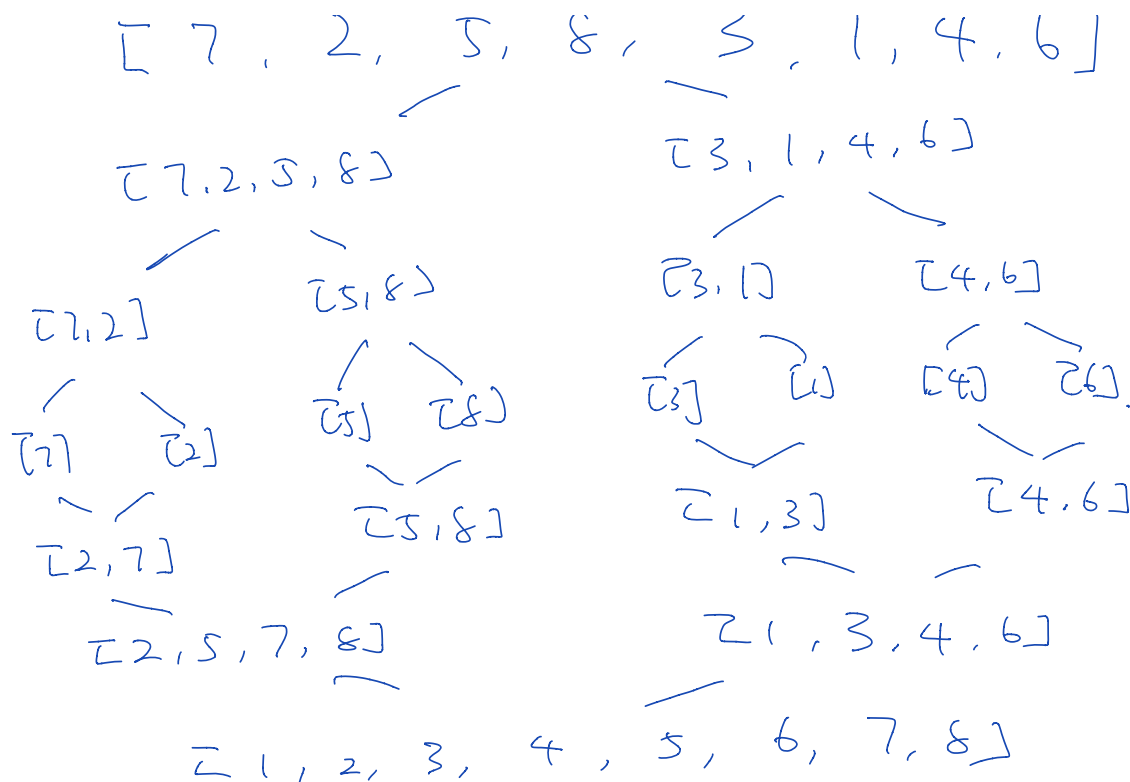 [7, 2, 5, 8, 5, 1, 4, 6]
[7, 2, 5, 8] [3, 1, 4, 6]
[7, 2] [5, 8] [3, 1] [4, 6]
[7] [2] [5] [8] [3] [1] [4] [6].
[2, 7] [5, 8] [1, 3] [4, 6]
[2, 5, 7, 8] [1, 3, 4, 6]
[1, 2, 3, 4, 5, 6, 7, 8]